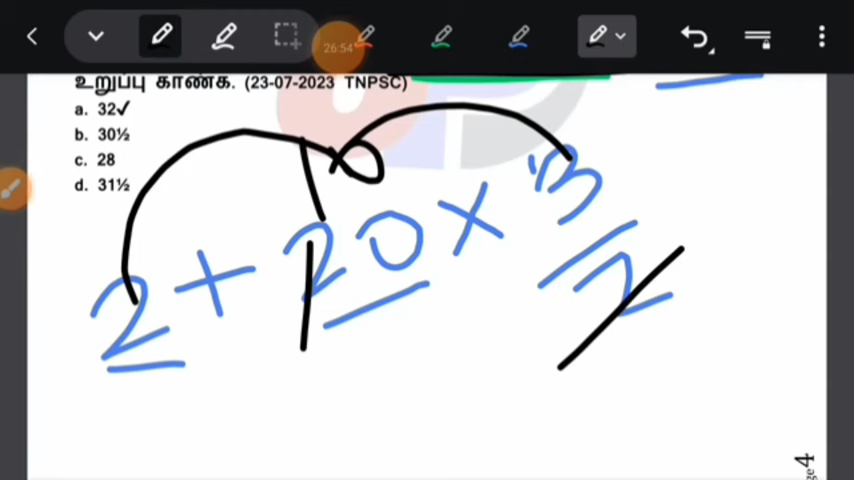 26:54
உறுப்பு காண்க. (23-07-2023 TNPSC)
a. 32✓
b. 30½
c. 28
d. 31½
2 + 20 × 3/2
4